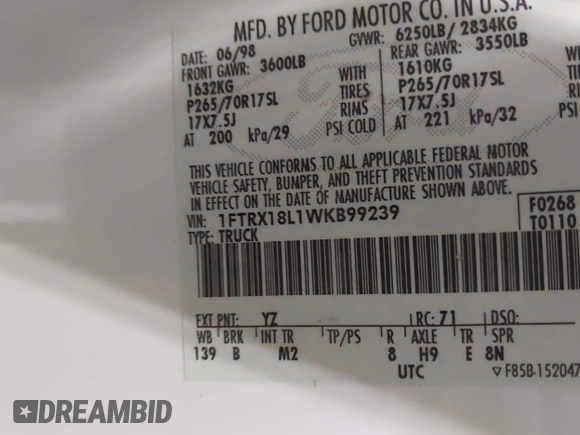 MFD. BY FORD MOTOR CO. IN U.S.A.
DATE: 06/98 GVWR: 6250LB/ 2834KG
FRONT GAWR: 3600LB REAR GAWR: 3550LB
1632KG WITH 1610KG WITH
P265/70R17SL TIRES P265/70R17SL TIRES
17X7.5J RIMS 17X7.5J
AT 200 kPa/29 PSI COLD AT 221 kPa/32 PSI
THIS VEHICLE CONFORMS TO ALL APPLICABLE FEDERAL MOTOR
VEHICLE SAFETY, BUMPER, AND THEFT PREVENTION STANDARDS
IN EFFECT ON THE DATE OF MANUFACTURE SHOWN ABOVE.
VIN: 1FTRX18L1WKB99239 F0268
TYPE: TRUCK T0110
EXT PNT: YZ RC: 71 DSO:
WB BRK INT TR TP/PS R AXLE TR SPR
139 B M2 8 H9 E 8N
UTC ▽ F85B-152047
DREAMBID